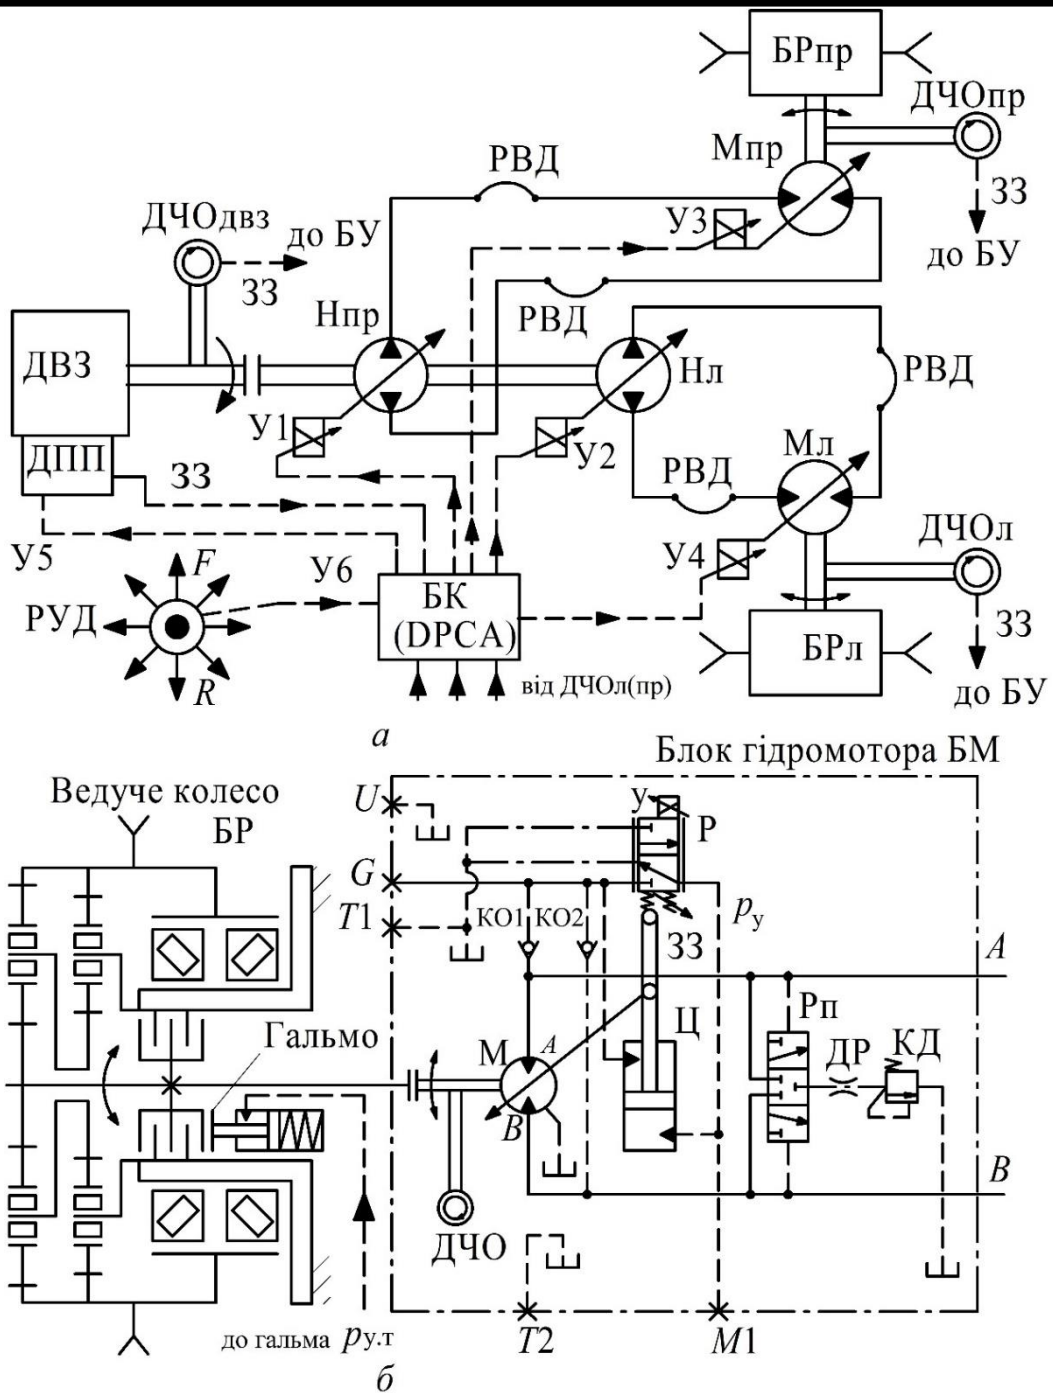 БРпр
ДЧОпр
РВД
Мпр
ЗЗ
ДЧОдвз
до БУ
У3
до БУ
ЗЗ
Нпр
РВД
ДВЗ
Нл
РВД
У1
У2
Мл
ДПП
ЗЗ
РВД
ДЧОл
У5
F
У6
У4
РУД
БК
(DPCA)
БРл
ЗЗ
R
від ДЧОл(пр)
до БУ
а
Блок гідромотора БМ
Ведуче колесо
БР
U
у
Р
G
T1
КО1
КО2
pу
ЗЗ
A
Рп
Ц
Гальмо
М
A
ДР
КД
B
B
ДЧО
до гальма pу.т
T2
M1
б